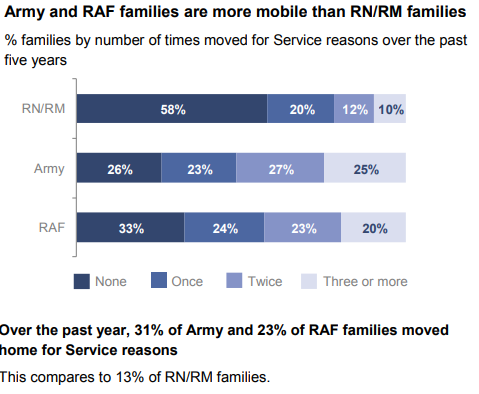 Army and RAF families are more mobile than RN/RM families
% families by number of times moved for Service reasons over the past
five years
RN/RM 58% 20% 12% 10%
Army 26% 23% 27% 25%
RAF 33% 24% 23% 20%
None Once Twice Three or more
Over the past year, 31% of Army and 23% of RAF families moved
home for Service reasons
This compares to 13% of RN/RM families.